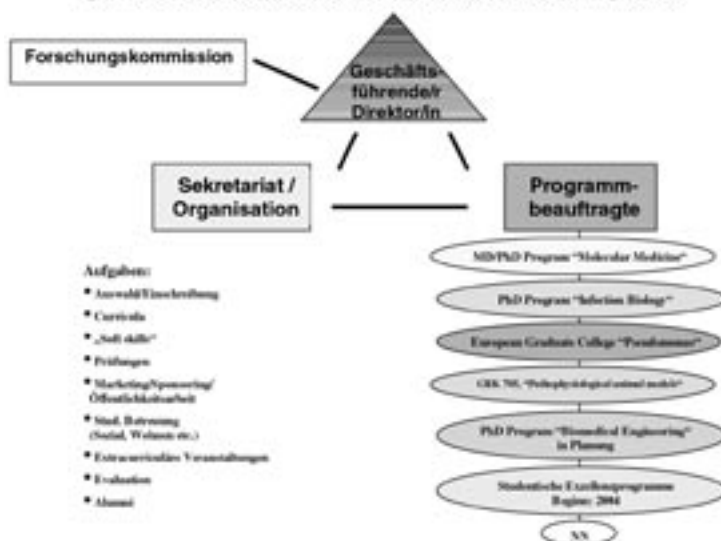 Forschungskommission
Geschäfts-
führende/r
Direktor/in
Sekretariat /
Organisation
Programm-
beauftragte
Aufgaben:
* Auswahl/Einschreibung
* Curricula
* „Soft skills“
* Prüfungen
* Marketing/Sponsoring/
Öffentlichkeitsarbeit
* Stud. Betreuung
(Sozial, Wohnen etc.)
* Extracurriculäre Veranstaltungen
* Evaluation
* Alumni
MD/PhD Program "Molecular Medicine"
PhD Program "Infection Biology"
European Graduate College "Pseudomonas"
GRK 705, "Pathophysiological animal models"
PhD Program "Biomedical Engineering"
in Planung
Studentische Exzellenzprogramme
Beginn: 2004
NN